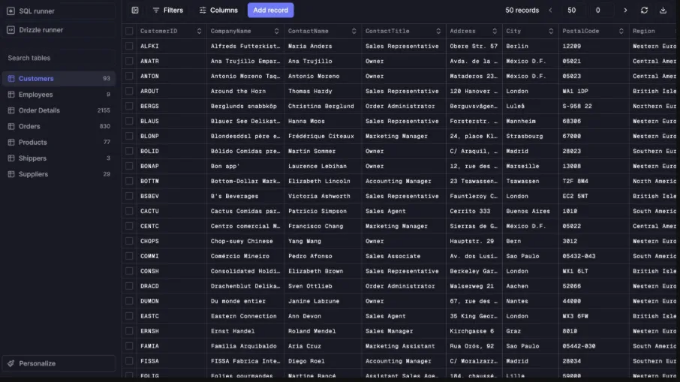 SQL runner
Drizzle runner
Search tables
Customers 93
Employees 9
Order Details 2155
Orders 830
Products 77
Shippers 3
Suppliers 29
Personalize
Filters Columns Add record 50 records 50 0
CustomerID CompanyName ContactName ContactTitle Address City PostalCode Region
ALFKI Alfreds Futterkist… Maria Anders Sales Representative Obere Str. 57 Berlin 12209 Western Euro
ANATR Ana Trujillo Empar… Ana Trujillo Owner Avda. de la … México D.F. 05021 Central Amer
ANTON Antonio Moreno Taq… Antonio Moreno Owner Mataderos 23… México D.F. 05023 Central Amer
AROUT Around the Horn Thomas Hardy Sales Representative 120 Hanover … London WA1 1DP British Isle
BERGS Berglunds snabbköp Christina Berglund Order Administrator Berguvsvägen… Luleå S-958 22 Northern Eur
BLAUS Blauer See Delikat… Hanna Moos Sales Representative Forsterstr. … Mannheim 68306 Western Euro
BLONP Blondesddsl père e… Frédérique Citeaux Marketing Manager 24, place Kl… Strasbourg 67000 Western Euro
BOLID Bólido Comidas pre… Martín Sommer Owner C/ Araquil, … Madrid 28023 Southern Eur
BONAP Bon app' Laurence Lebihan Owner 12, rue des … Marseille 13008 Western Euro
BOTTM Bottom-Dollar Mark… Elizabeth Lincoln Accounting Manager 23 Tsawassen… Tsawassen T2F 8M4 North Americ
BSBEV B's Beverages Victoria Ashworth Sales Representative Fauntleroy C… London EC2 5NT British Isle
CACTU Cactus Comidas par… Patricio Simpson Sales Agent Cerrito 333 Buenos Aires 1010 South Americ
CENTC Centro comercial M… Francisco Chang Marketing Manager Sierras de G… México D.F. 05022 Central Amer
CHOPS Chop-suey Chinese Yang Wang Owner Hauptstr. 29 Bern 3012 Western Euro
COMMI Comércio Mineiro Pedro Afonso Sales Associate Av. dos Lusí… Sao Paulo 05432-043 South Americ
CONSH Consolidated Holdi… Elizabeth Brown Sales Representative Berkeley Gar… London WX1 6LT British Isle
DRACD Drachenblut Delika… Sven Ottlieb Order Administrator Walserweg 21 Aachen 52066 Western Euro
DUMON Du monde entier Janine Labrune Owner 67, rue des … Nantes 44000 Western Euro
EASTC Eastern Connection Ann Devon Sales Agent 35 King Geor… London WX3 6FW British Isle
ERNSH Ernst Handel Roland Mendel Sales Manager Kirchgasse 6 Graz 8010 Western Euro
FAMIA Familia Arquibaldo Aria Cruz Marketing Assistant Rua Orós, 92 Sao Paulo 05442-030 South Americ
FISSA FISSA Fabrica Inte… Diego Roel Accounting Manager C/ Moralzarz… Madrid 28034 Southern Eur
FOLIG Folies gourmandes Martine Rancé Assistant Sales Age… 184, chaussé… Lille 59000 Western Euro